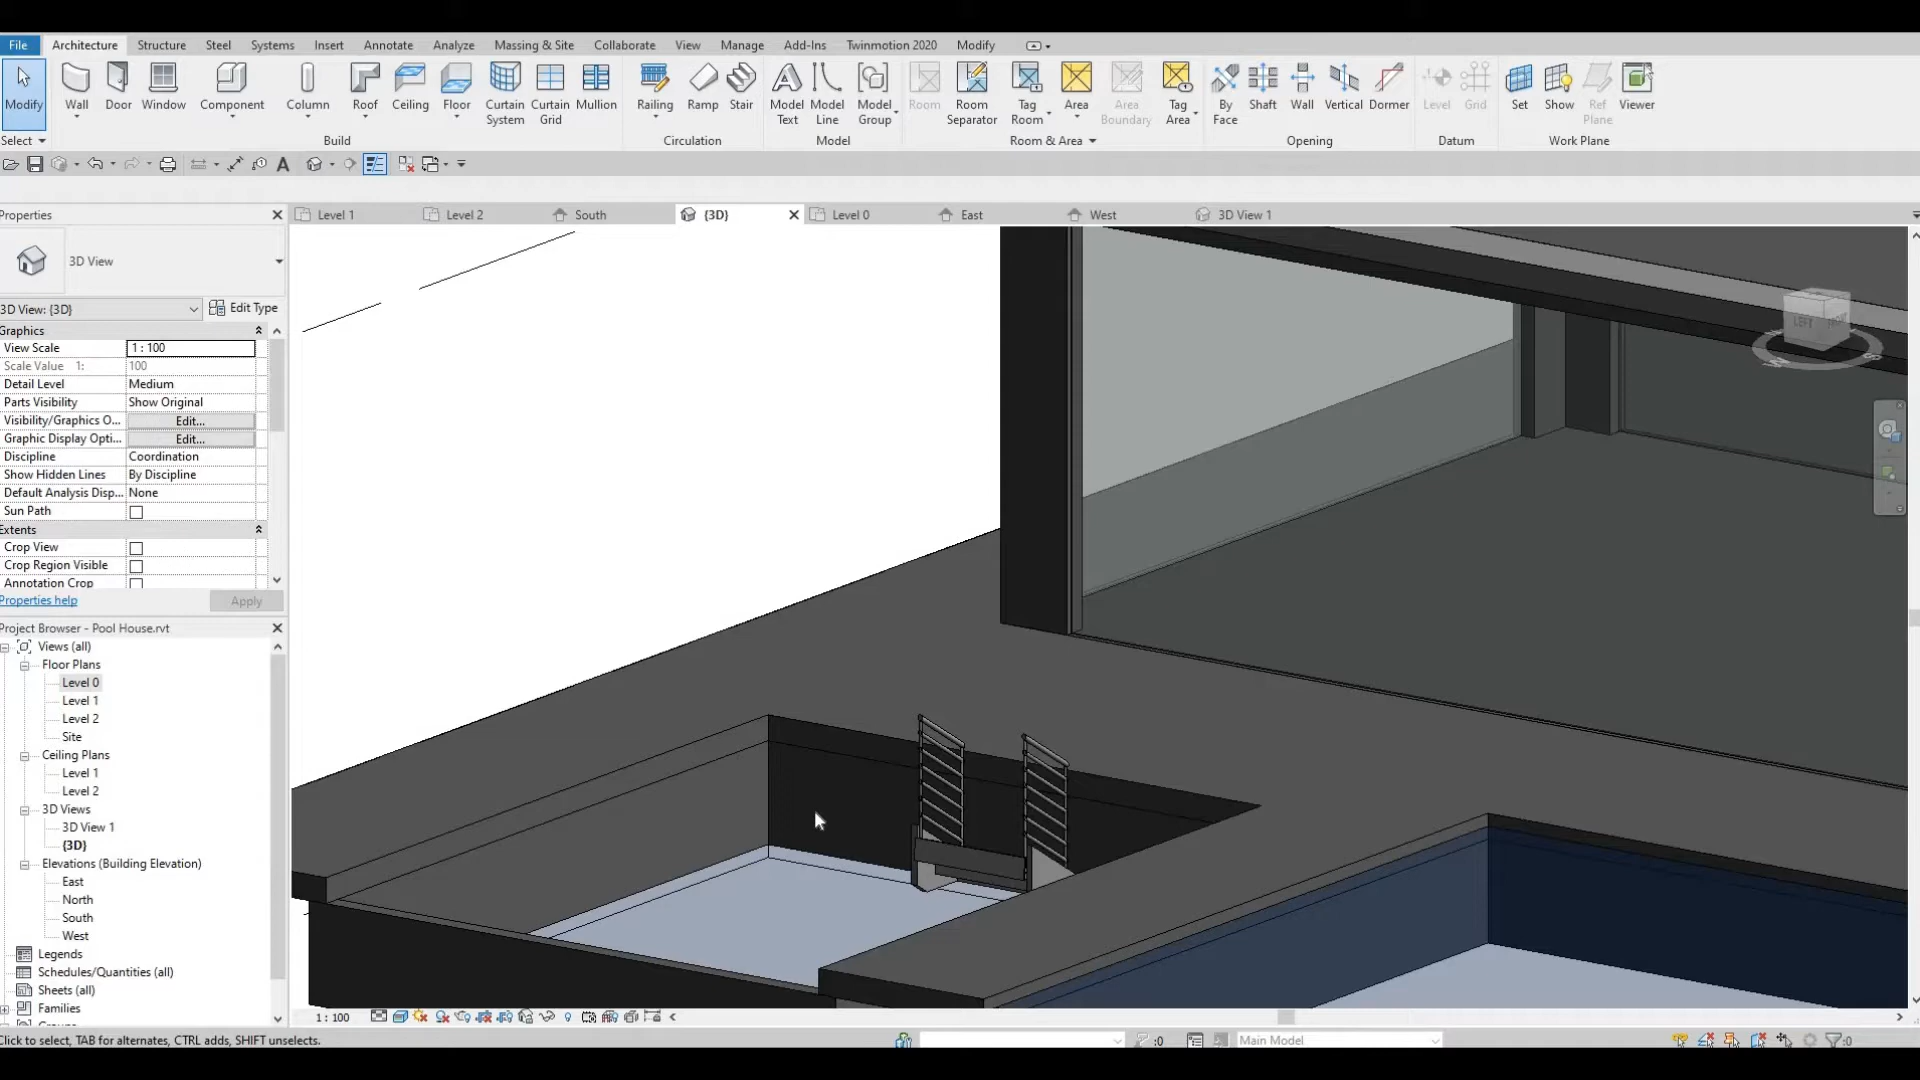 File Architecture Structure Steel Systems Insert Annotate Analyze Massing & Site Collaborate View Manage Add-Ins Twinmotion 2020 Modify
Modify Wall Door Window Component Column Roof Ceiling Floor Curtain System Curtain Grid Mullion Railing Ramp Stair Model Text Model Line Model Group Room Room Separator Tag Room Area Area Boundary Tag Area By Face Shaft Wall Vertical Dormer Level Grid Set Show Ref Plane Viewer
Select Build Circulation Model Room & Area Opening Datum Work Plane
Properties
Level 1 Level 2 South {3D} Level 0 East West 3D View 1
3D View
3D View: {3D} Edit Type
Graphics
View Scale 1 : 100
Scale Value 1: 100
Detail Level Medium
Parts Visibility Show Original
Visibility/Graphics O... Edit...
Graphic Display Opti... Edit...
Discipline Coordination
Show Hidden Lines By Discipline
Default Analysis Disp... None
Sun Path
Extents
Crop View
Crop Region Visible
Annotation Crop
Properties help Apply
Project Browser - Pool House.rvt
Views (all)
Floor Plans
Level 0
Level 1
Level 2
Site
Ceiling Plans
Level 1
Level 2
3D Views
3D View 1
{3D}
Elevations (Building Elevation)
East
North
South
West
Legends
Schedules/Quantities (all)
Sheets (all)
Families
LEFT
S
1 : 100
Click to select, TAB for alternates, CTRL adds, SHIFT unselects.
:0
Main Model
:0